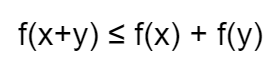 f(x+y) ≤ f(x) + f(y)